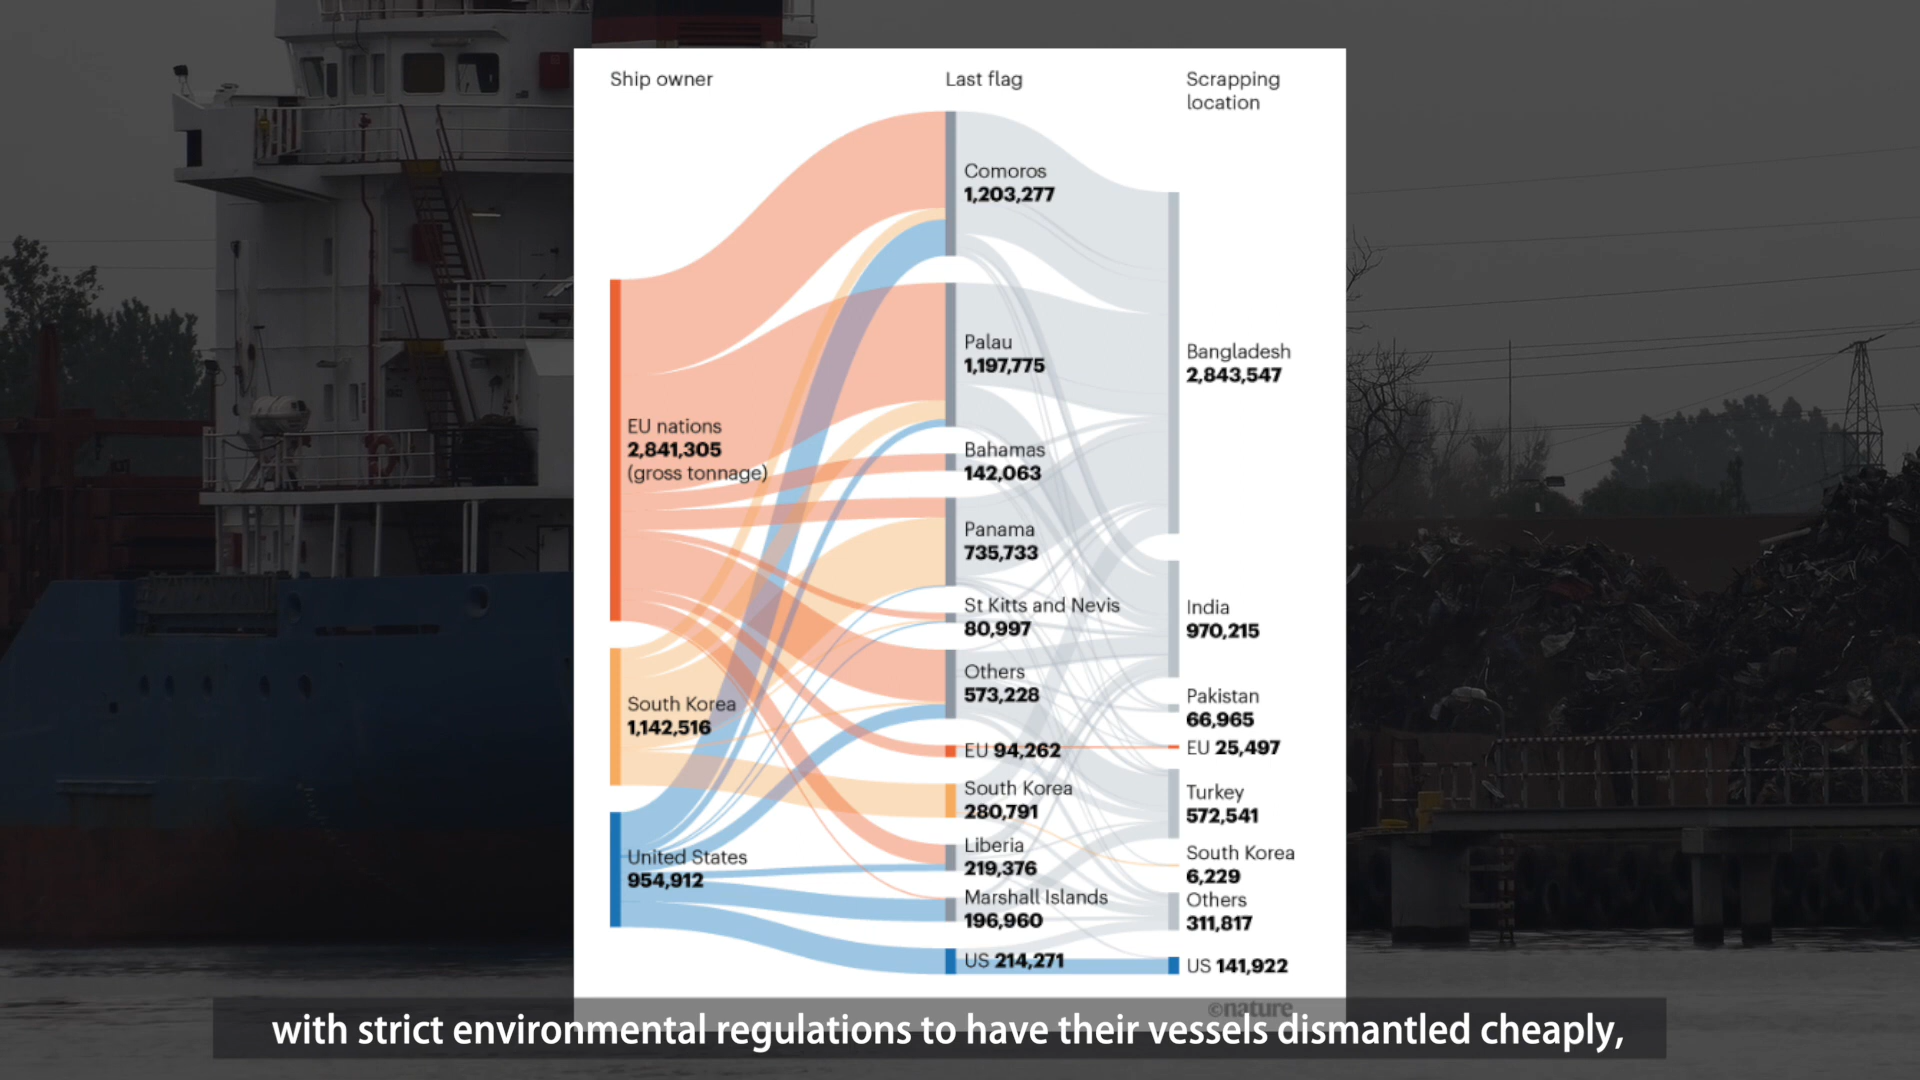 Ship owner
Last flag
Scrapping
location
Comoros
1,203,277
Palau
1,197,775
Bangladesh
2,843,547
EU nations
2,841,305
(gross tonnage)
Bahamas
142,063
Panama
735,733
St Kitts and Nevis
80,997
India
970,215
Others
573,228
Pakistan
66,965
South Korea
1,142,516
EU 94,262
EU 25,497
South Korea
280,791
Turkey
572,541
United States
954,912
Liberia
219,376
South Korea
6,229
Marshall Islands
196,960
Others
311,817
US 214,271
US 141,922
©nature
with strict environmental regulations to have their vessels dismantled cheaply,